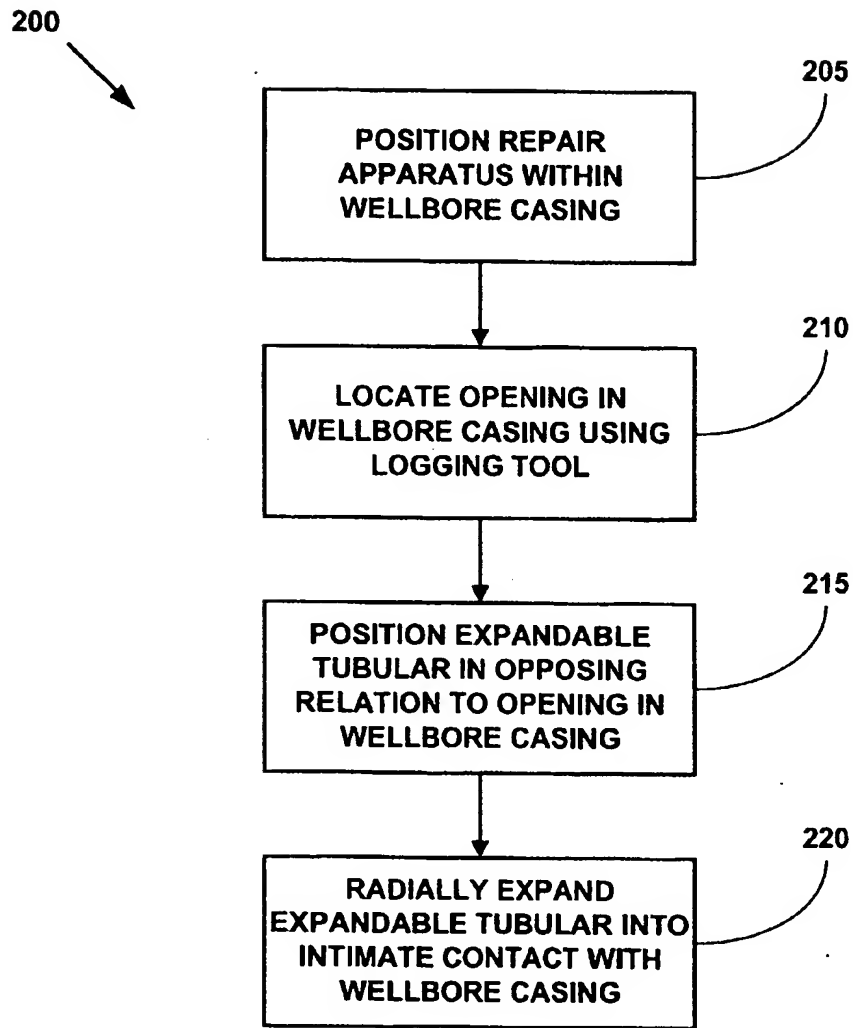 200
205
POSITION REPAIR
APPARATUS WITHIN
WELLBORE CASING
210
LOCATE OPENING IN
WELLBORE CASING USING
LOGGING TOOL
215
POSITION EXPANDABLE
TUBULAR IN OPPOSING
RELATION TO OPENING IN
WELLBORE CASING
220
RADIALLY EXPAND
EXPANDABLE TUBULAR INTO
INTIMATE CONTACT WITH
WELLBORE CASING